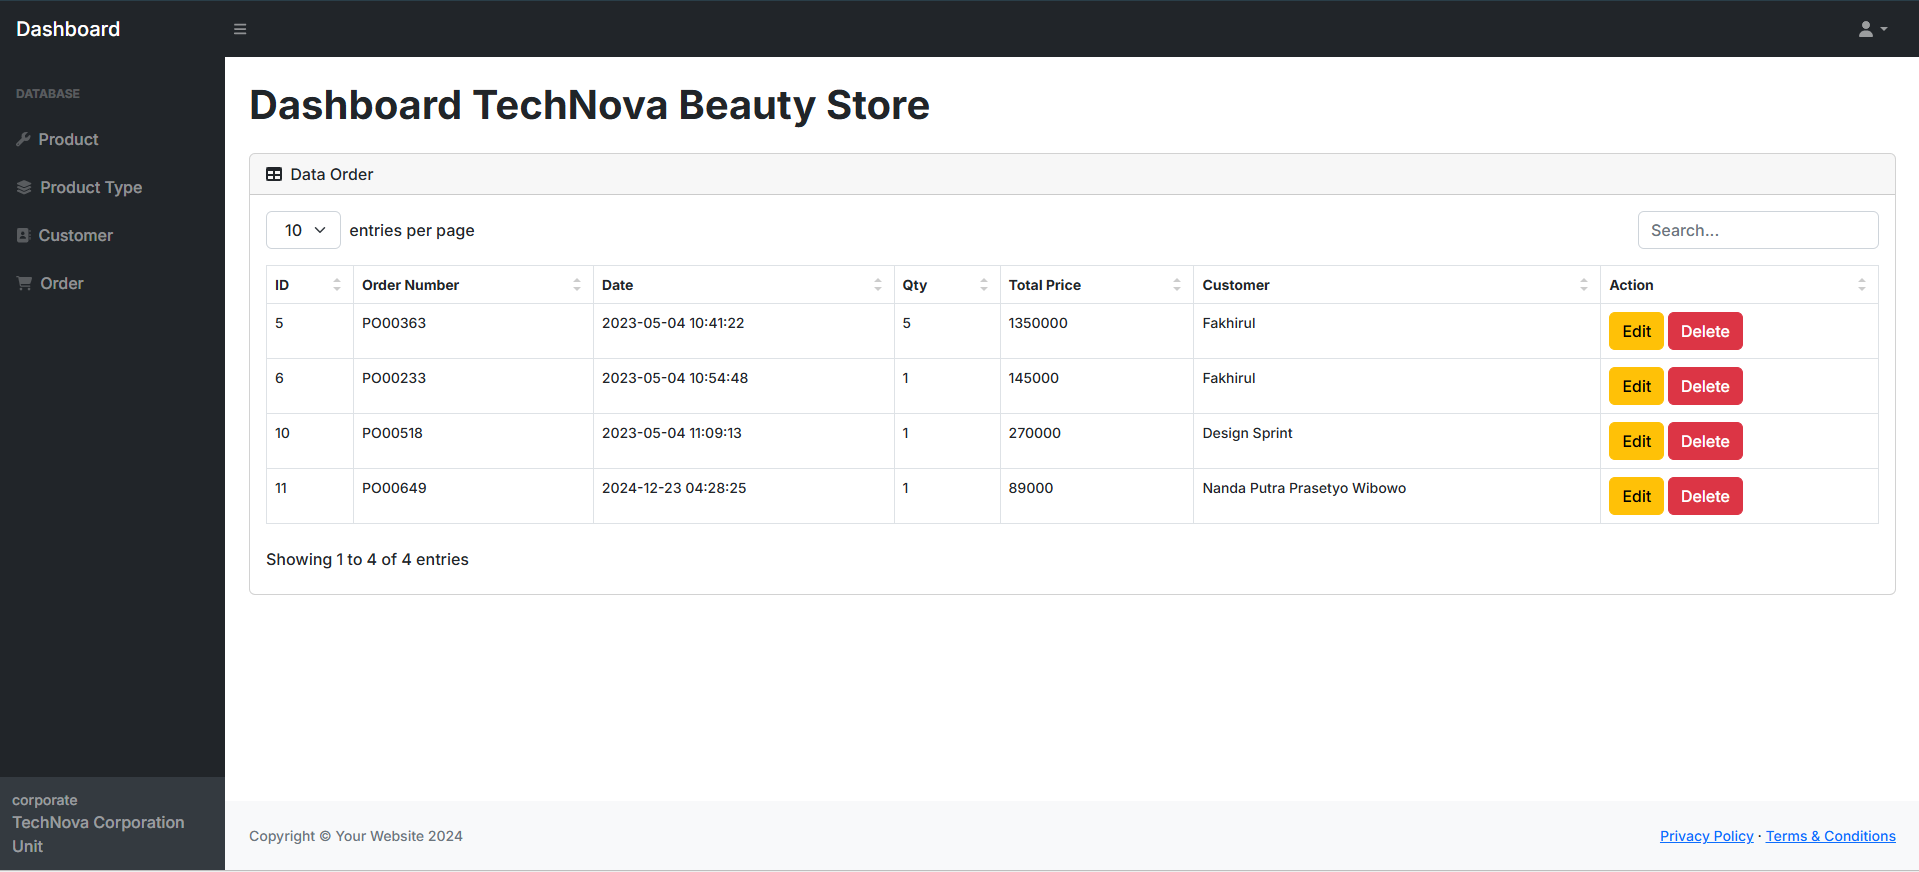 Dashboard
DATABASE
Product
Product Type
Customer
Order
corporate
TechNova Corporation
Unit
Dashboard TechNova Beauty Store
Data Order
10 entries per page
Search...
ID Order Number Date Qty Total Price Customer Action
5 PO00363 2023-05-04 10:41:22 5 1350000 Fakhirul Edit Delete
6 PO00233 2023-05-04 10:54:48 1 145000 Fakhirul Edit Delete
10 PO00518 2023-05-04 11:09:13 1 270000 Design Sprint Edit Delete
11 PO00649 2024-12-23 04:28:25 1 89000 Nanda Putra Prasetyo Wibowo Edit Delete
Showing 1 to 4 of 4 entries
Copyright © Your Website 2024
Privacy Policy · Terms & Conditions